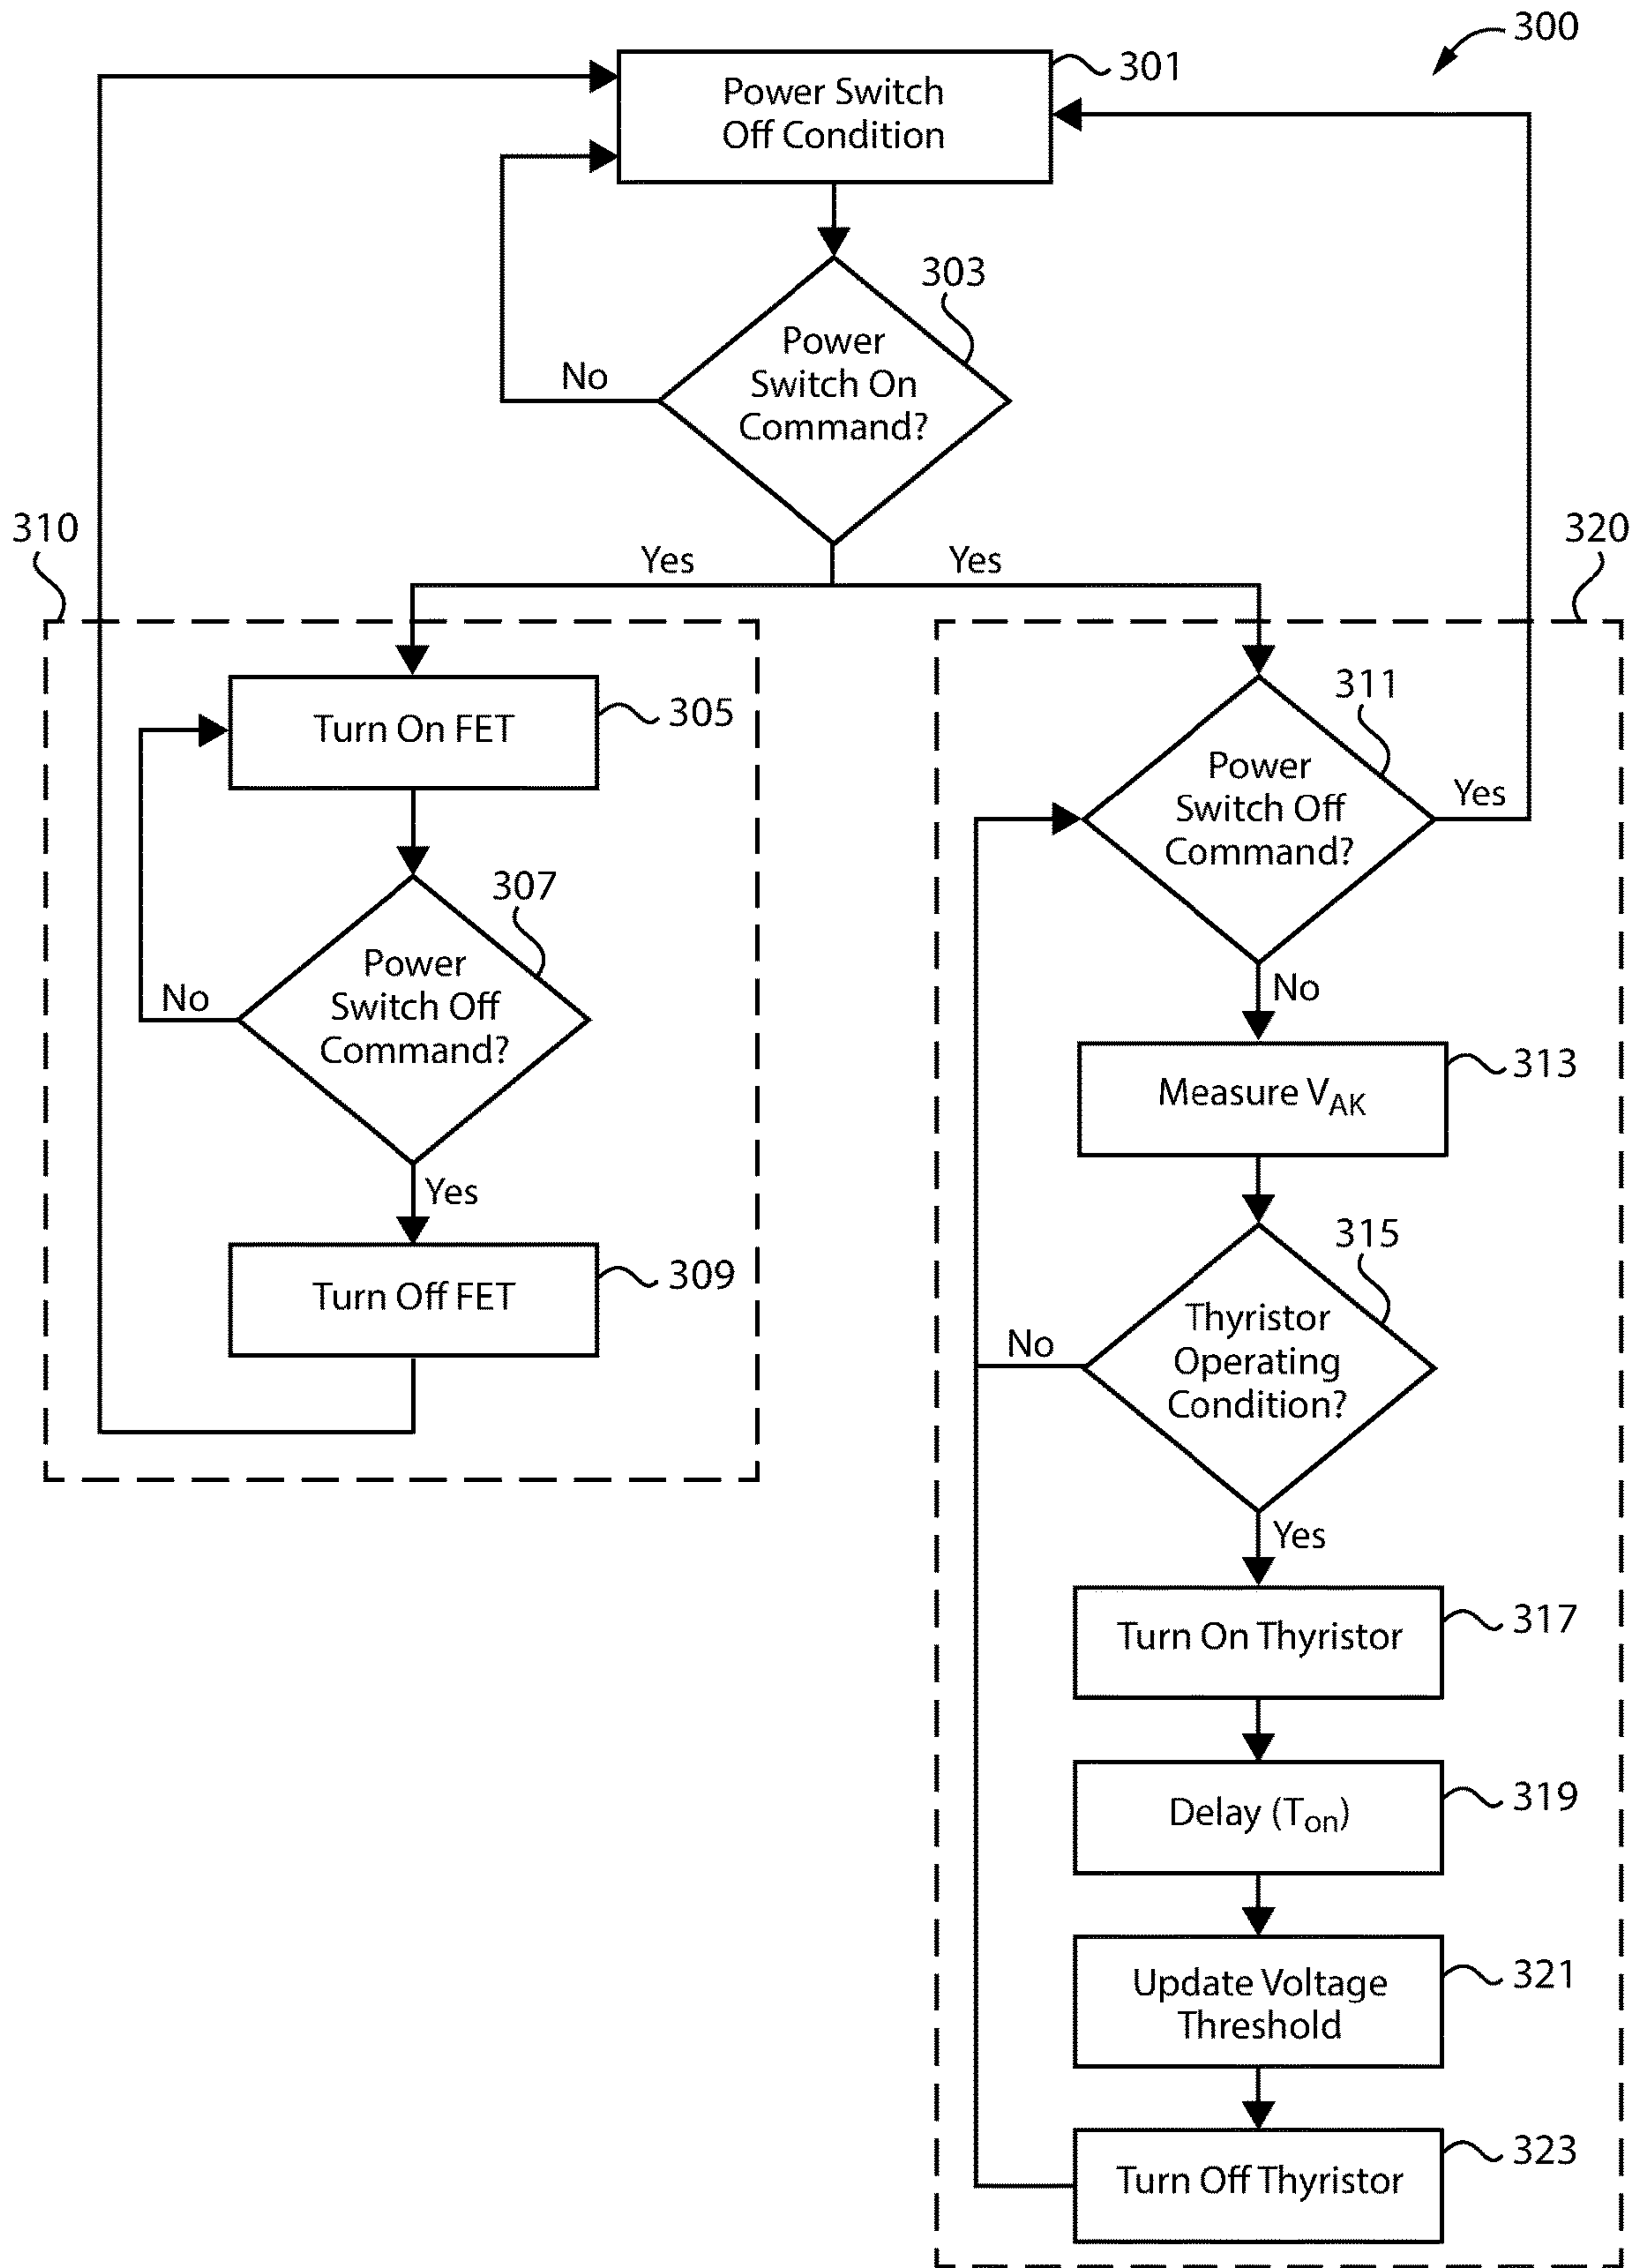 300
301
Power Switch
Off Condition
303
Power
Switch On
Command?
No
310
320
Yes
Yes
Turn On FET
305
307
Power
Switch Off
Command?
No
Yes
Turn Off FET
309
311
Power
Switch Off
Command?
Yes
No
Measure V_AK
313
315
Thyristor
Operating
Condition?
No
Yes
Turn On Thyristor
317
Delay (T_on)
319
Update Voltage
Threshold
321
Turn Off Thyristor
323